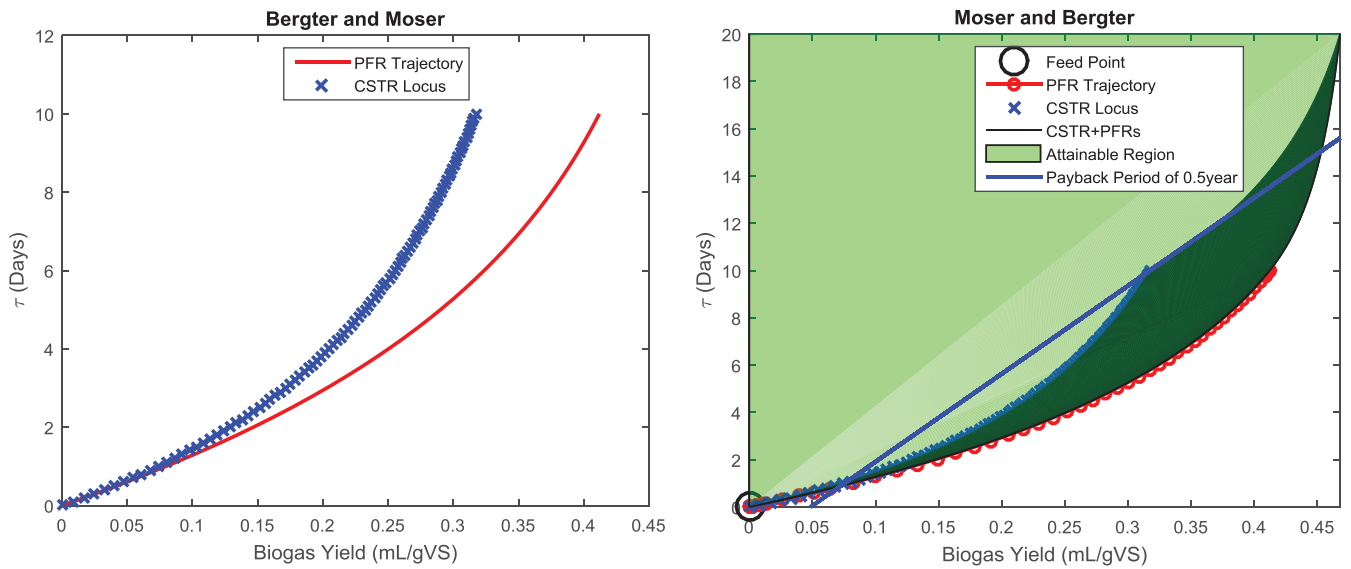 Bergter and Moser
12
10
8
6
4
2
0
τ (Days)
PFR Trajectory
CSTR Locus
0 0.05 0.1 0.15 0.2 0.25 0.3 0.35 0.4 0.45
Biogas Yield (mL/gVS)
Moser and Bergter
20
18
16
14
12
10
8
6
4
2
0
τ (Days)
Feed Point
PFR Trajectory
CSTR Locus
CSTR+PFRs
Attainable Region
Payback Period of 0.5year
0 0.05 0.1 0.15 0.2 0.25 0.3 0.35 0.4 0.45
Biogas Yield (mL/gVS)